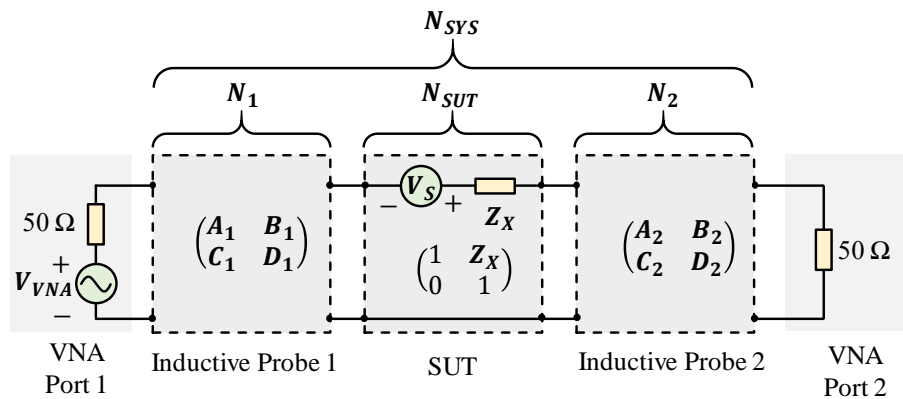 N_SYS
N_1 N_SUT N_2
50 Ω
+
V_VNA
−
(A_1 B_1
C_1 D_1)
− V_S + Z_X
(1 Z_X
0 1)
(A_2 B_2
C_2 D_2)
50 Ω
VNA
Port 1
Inductive Probe 1
SUT
Inductive Probe 2
VNA
Port 2